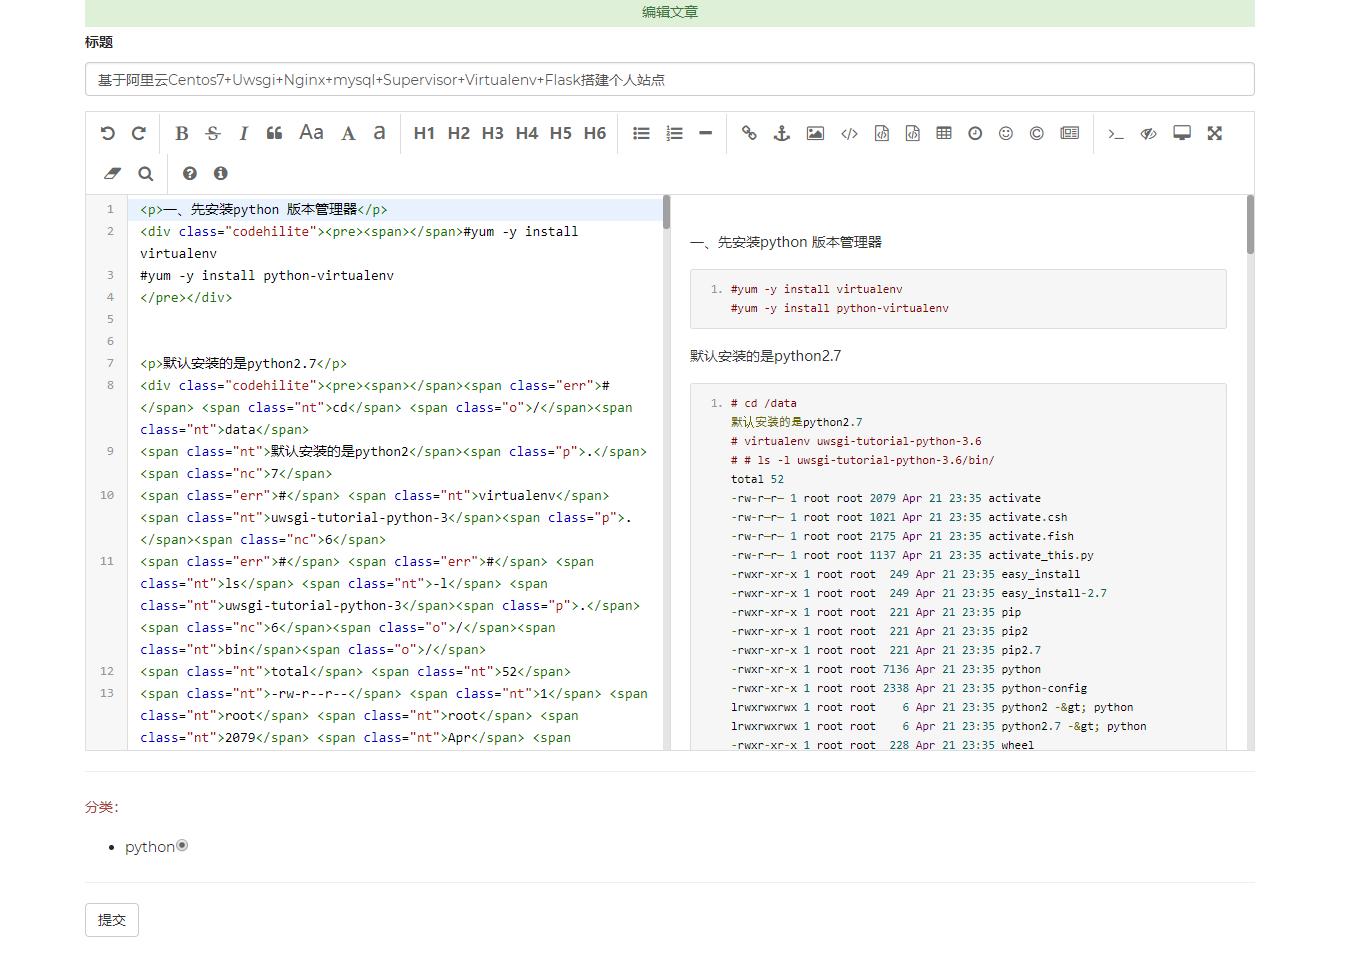 编辑文章
标题
基于阿里云Centos7+Uwsgi+Nginx+mysql+Supervisor+Virtualenv+Flask搭建个人站点
B S I Aa A a H1 H2 H3 H4 H5 H6
1 <p>一、先安装python 版本管理器</p>
2 <div class="codehilite"><pre><span></span>#yum -y install
virtualenv
3 #yum -y install python-virtualenv
4 </pre></div>
5
6
7 <p>默认安装的是python2.7</p>
8 <div class="codehilite"><pre><span></span><span class="err">#
</span> <span class="nt">cd</span> <span class="o">/</span><span
class="nt">data</span>
9 <span class="nt">默认安装的是python2</span><span class="p">.</span>
<span class="nc">7</span>
10 <span class="err">#</span> <span class="nt">virtualenv</span>
<span class="nt">uwsgi-tutorial-python-3</span><span class="p">.
</span><span class="nc">6</span>
11 <span class="err">#</span> <span class="err">#</span> <span
class="nt">ls</span> <span class="nt">-l</span> <span
class="nt">uwsgi-tutorial-python-3</span><span class="p">.</span>
<span class="nc">6</span><span class="o">/</span><span
class="nt">bin</span><span class="o">/</span>
12 <span class="nt">total</span> <span class="nt">52</span>
13 <span class="nt">-rw-r--r--</span> <span class="nt">1</span> <span
class="nt">root</span> <span class="nt">root</span> <span
class="nt">2079</span> <span class="nt">Apr</span> <span
一、先安装python 版本管理器
1. #yum -y install virtualenv
#yum -y install python-virtualenv
默认安装的是python2.7
1. # cd /data
默认安装的是python2.7
# virtualenv uwsgi-tutorial-python-3.6
# # ls -l uwsgi-tutorial-python-3.6/bin/
total 52
-rw-r—r— 1 root root 2079 Apr 21 23:35 activate
-rw-r—r— 1 root root 1021 Apr 21 23:35 activate.csh
-rw-r—r— 1 root root 2175 Apr 21 23:35 activate.fish
-rw-r—r— 1 root root 1137 Apr 21 23:35 activate_this.py
-rwxr-xr-x 1 root root  249 Apr 21 23:35 easy_install
-rwxr-xr-x 1 root root  249 Apr 21 23:35 easy_install-2.7
-rwxr-xr-x 1 root root  221 Apr 21 23:35 pip
-rwxr-xr-x 1 root root  221 Apr 21 23:35 pip2
-rwxr-xr-x 1 root root  221 Apr 21 23:35 pip2.7
-rwxr-xr-x 1 root root 7136 Apr 21 23:35 python
-rwxr-xr-x 1 root root 2338 Apr 21 23:35 python-config
lrwxrwxrwx 1 root root    6 Apr 21 23:35 python2 -&gt; python
lrwxrwxrwx 1 root root    6 Apr 21 23:35 python2.7 -&gt; python
-rwxr-xr-x 1 root root  228 Apr 21 23:35 wheel
分类:
python
提交